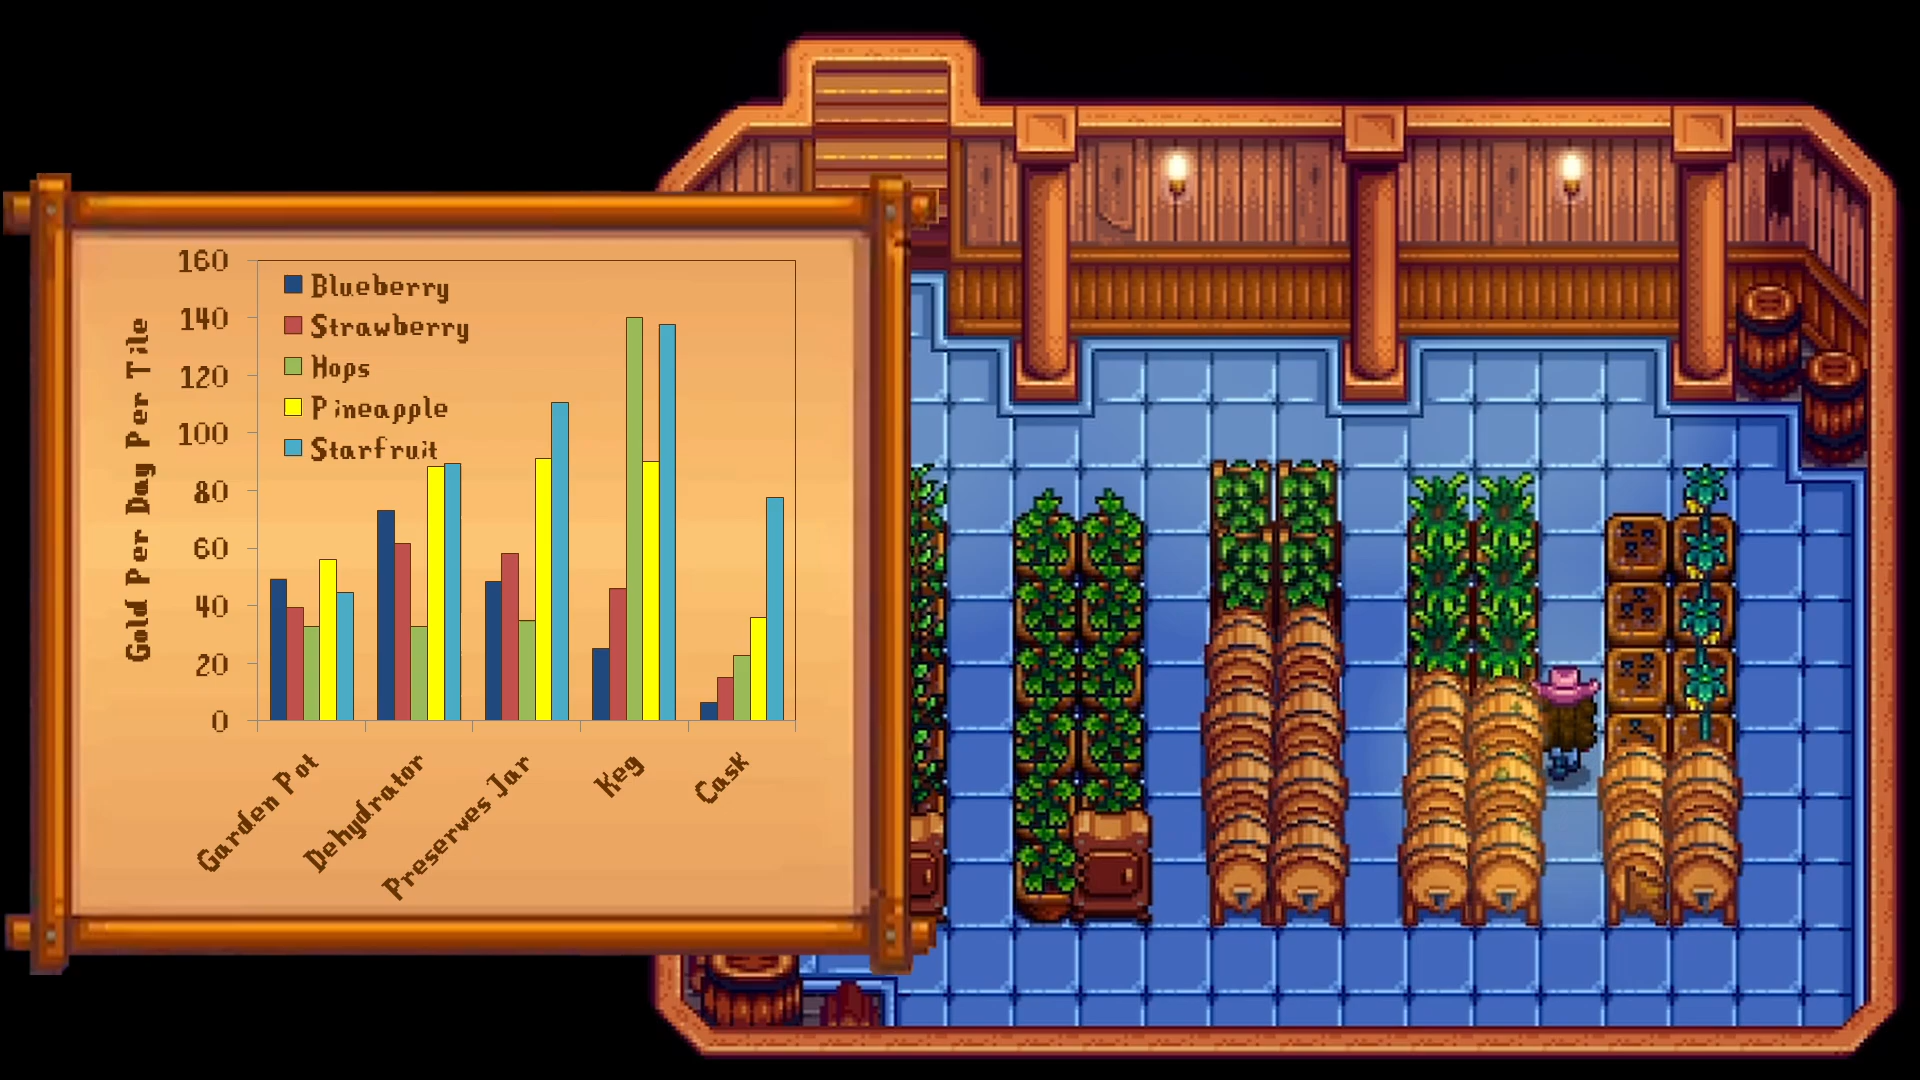 Gold Per Day Per Tile
160
140
120
100
80
60
40
20
0
Blueberry
Strawberry
Hops
Pineapple
Starfruit
Garden Pot
Dehydrator
Preserves Jar
Keg
Cask